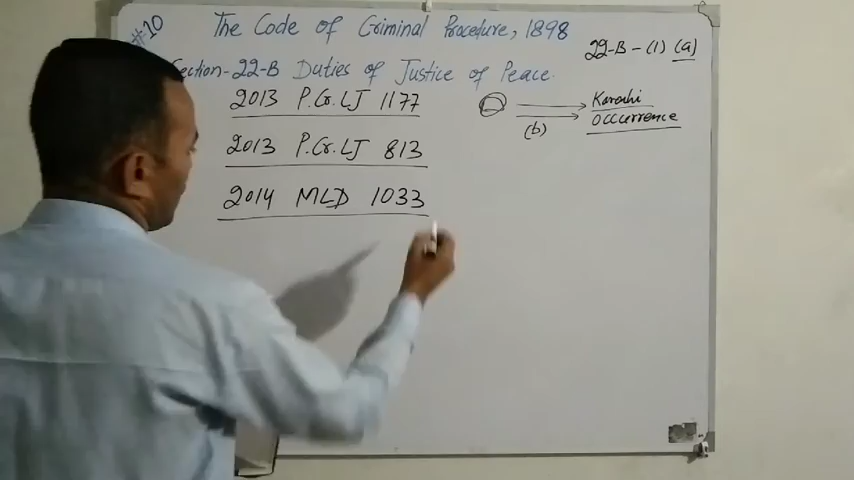 #10
The Code of Criminal Procedure, 1898
22-B-(1) (a)
Section-22-B Duties of Justice of Peace.
2013 P.Cr.LJ 1177
Karachi
occurrence
(b)
2013 P.Cr.LJ 813
2014 MLD 1033